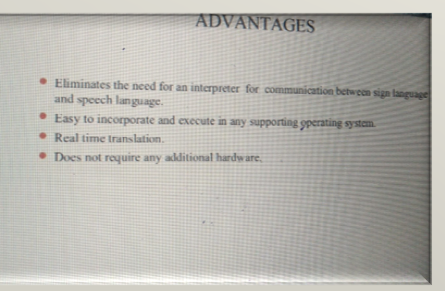 ADVANTAGES
Eliminates the need for an interpreter for communication between sign language
and speech language.
Easy to incorporate and execute in any supporting operating system.
Real time translation.
Does not require any additional hardware.